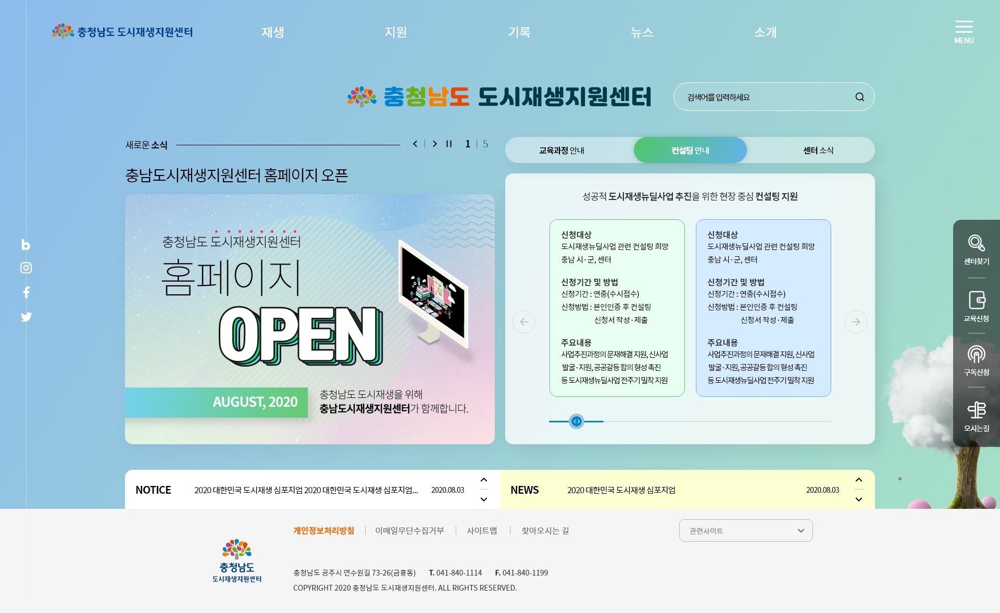 충청남도 도시재생지원센터
재생
지원
기록
뉴스
소개
MENU
충청남도 도시재생지원센터
검색어를 입력하세요
새로운 소식
1 | 5
충남도시재생지원센터 홈페이지 오픈
충청남도 도시재생지원센터
홈페이지
OPEN
AUGUST, 2020
충청남도 도시재생을 위해
충남도시재생지원센터가 함께합니다.
교육과정 안내
컨설팅 안내
센터 소식
성공적 도시재생뉴딜사업 추진을 위한 현장 중심 컨설팅 지원
신청대상
도시재생뉴딜사업 관련 컨설팅 희망
충남 시·군, 센터
신청기간 및 방법
신청기간 : 연중(수시접수)
신청방법 : 본인인증 후 컨설팅
신청서 작성·제출
주요내용
사업추진과정의 문재해결 지원, 신사업
발굴·지원, 공공갈등 합의 형성 촉진
등 도시재생뉴딜사업 전주기 밀착 지원
신청대상
도시재생뉴딜사업 관련 컨설팅 희망
충남 시·군, 센터
신청기간 및 방법
신청기간 : 연중(수시접수)
신청방법 : 본인인증 후 컨설팅
신청서 작성·제출
주요내용
사업추진과정의 문재해결 지원, 신사업
발굴·지원, 공공갈등 합의 형성 촉진
등 도시재생뉴딜사업 전주기 밀착 지원
센터찾기
교육신청
구독신청
오시는길
NOTICE
2020 대한민국 도시재생 심포지엄 2020 대한민국 도시재생 심포지엄...
2020.08.03
NEWS
2020 대한민국 도시재생 심포지엄
2020.08.03
개인정보처리방침
이메일무단수집거부
사이트맵
찾아오시는 길
관련사이트
충청남도
도시재생지원센터
충청남도 공주시 연수원길 73-26(금흥동) T. 041-840-1114 F. 041-840-1199
COPYRIGHT 2020 충청남도 도시재생지원센터. ALL RIGHTS RESERVED.